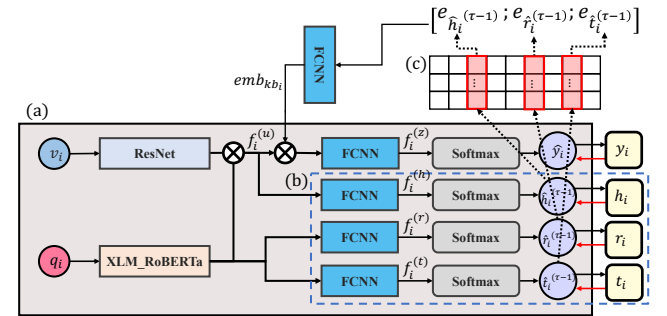 [e_{ĥ_i^{(τ−1)}}; e_{r̂_i^{(τ−1)}}; e_{t̂_i^{(τ−1)}}]
FCNN
(c)
emb_{kb_i}
... ... ...
(a)
v_i ResNet f_i^{(u)} FCNN f_i^{(z)} Softmax ŷ_i y_i
(b)
FCNN f_i^{(h)} Softmax ĥ_i^{(τ−1)} h_i
FCNN f_i^{(r)} Softmax r̂_i^{(τ−1)} r_i
q_i XLM_RoBERTa
FCNN f_i^{(t)} Softmax t̂_i^{(τ−1)} t_i